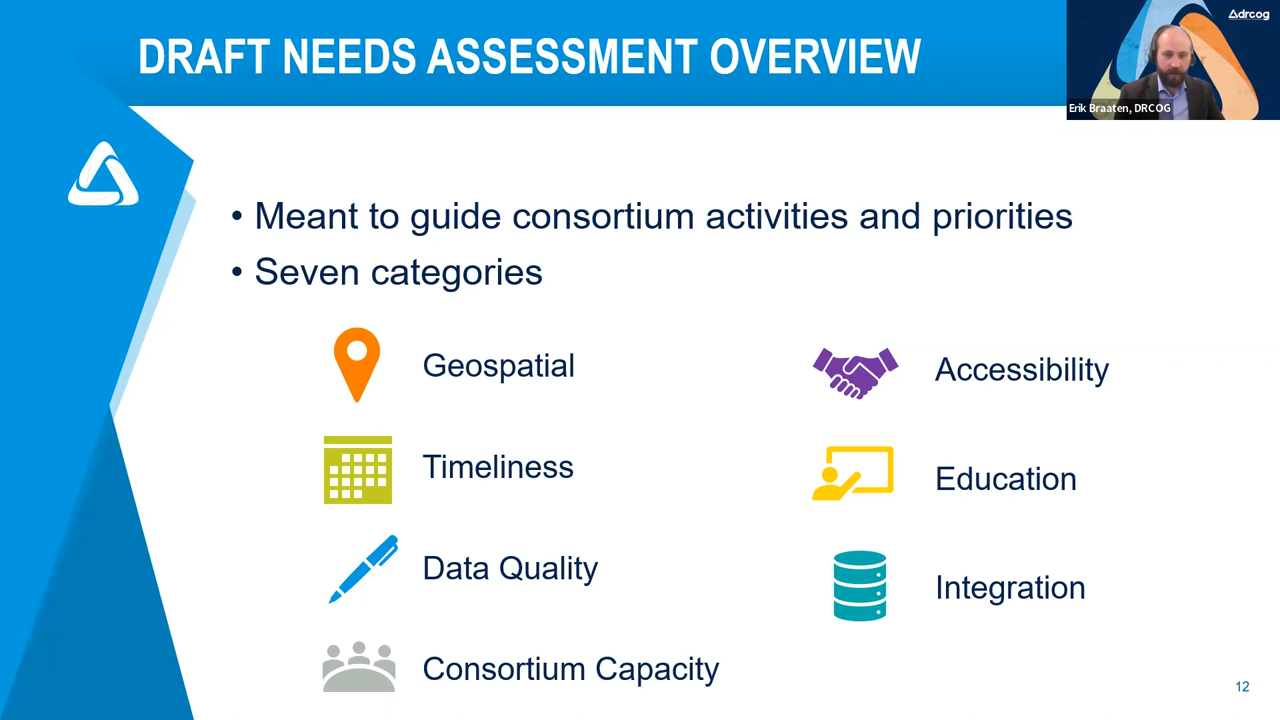 DRAFT NEEDS ASSESSMENT OVERVIEW
drcog
Erik Braaten, DRCOG
• Meant to guide consortium activities and priorities
• Seven categories
Geospatial
Timeliness
Data Quality
Consortium Capacity
Accessibility
Education
Integration
12